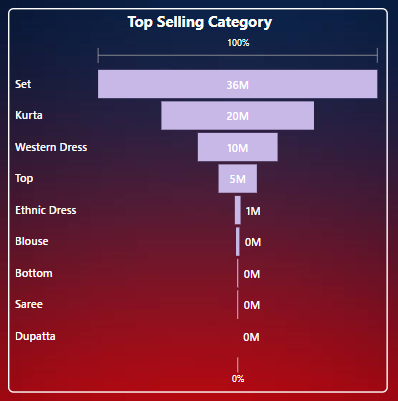 Top Selling Category
100%
Set 36M
Kurta 20M
Western Dress 10M
Top 5M
Ethnic Dress 1M
Blouse 0M
Bottom 0M
Saree 0M
Dupatta 0M
0%